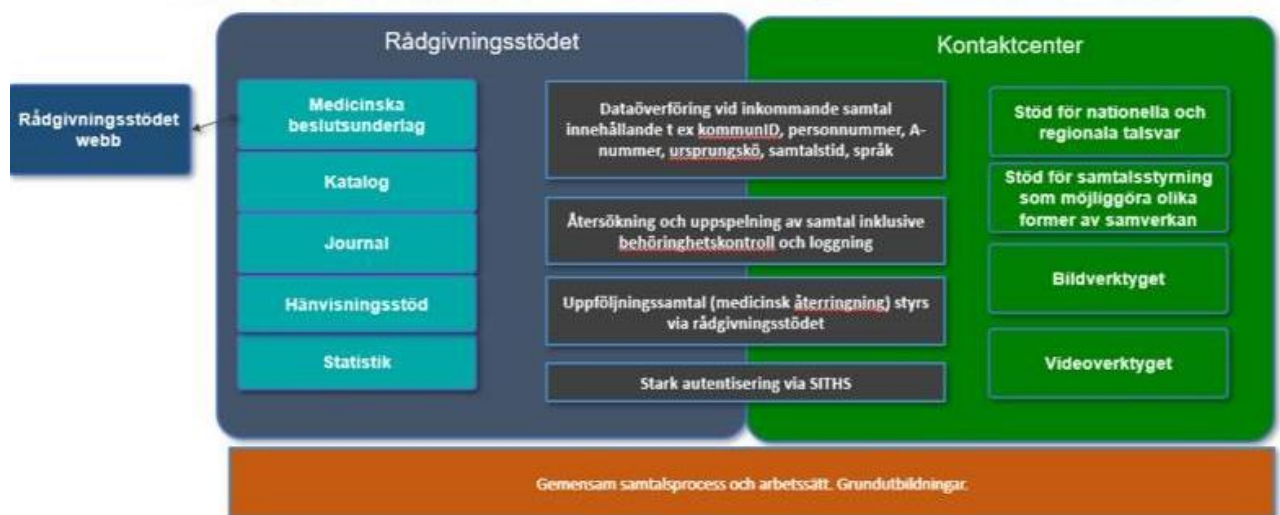 Rådgivningsstödet
Kontaktcenter
Rådgivningsstödet
webb
Medicinska
beslutsunderlag
Katalog
Journal
Hänvisningsstöd
Statistik
Dataöverföring vid inkommande samtal
innehållande t ex kommunID, personnummer, A-
nummer, ursprungskö, samtalstid, språk
Återsökning och uppspelning av samtal inklusive
behöringhetskontroll och loggning
Uppföljningssamtal (medicinsk återringning) styrs
via rådgivningsstödet
Stark autentisering via SITHS
Stöd för nationella och
regionala talsvar
Stöd för samtalsstyrning
som möjliggöra olika
former av samverkan
Bildverktyget
Videoverktyget
Gemensam samtalsprocess och arbetssätt. Grundutbildningar.